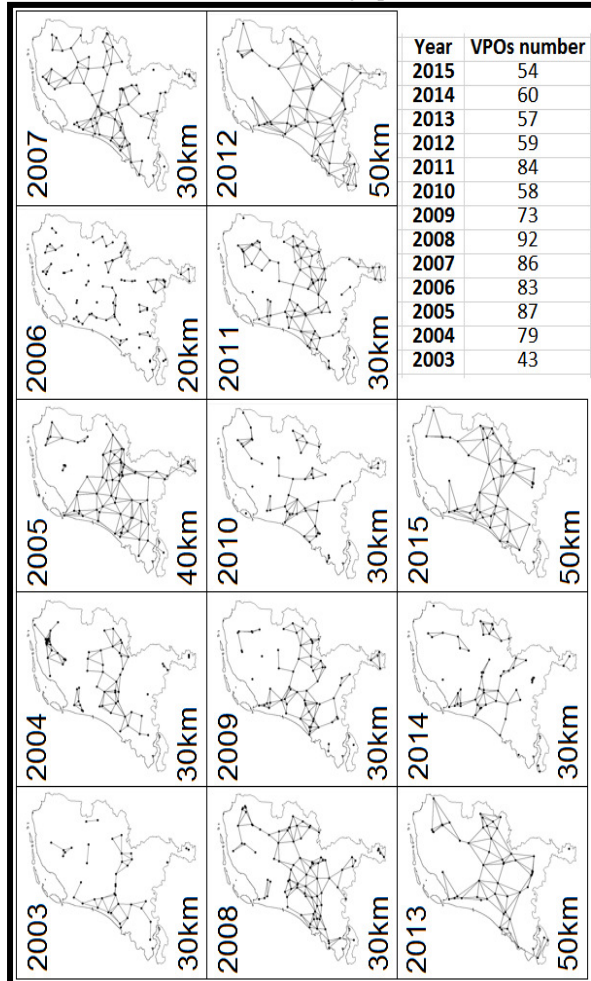 Year VPOs number
2015 54
2014 60
2013 57
2012 59
2011 84
2010 58
2009 73
2008 92
2007 86
2006 83
2005 87
2004 79
2003 43
2003
30km
2004
30km
2005
40km
2006
20km
2007
30km
2008
30km
2009
30km
2010
30km
2011
30km
2012
50km
2013
50km
2014
30km
2015
50km